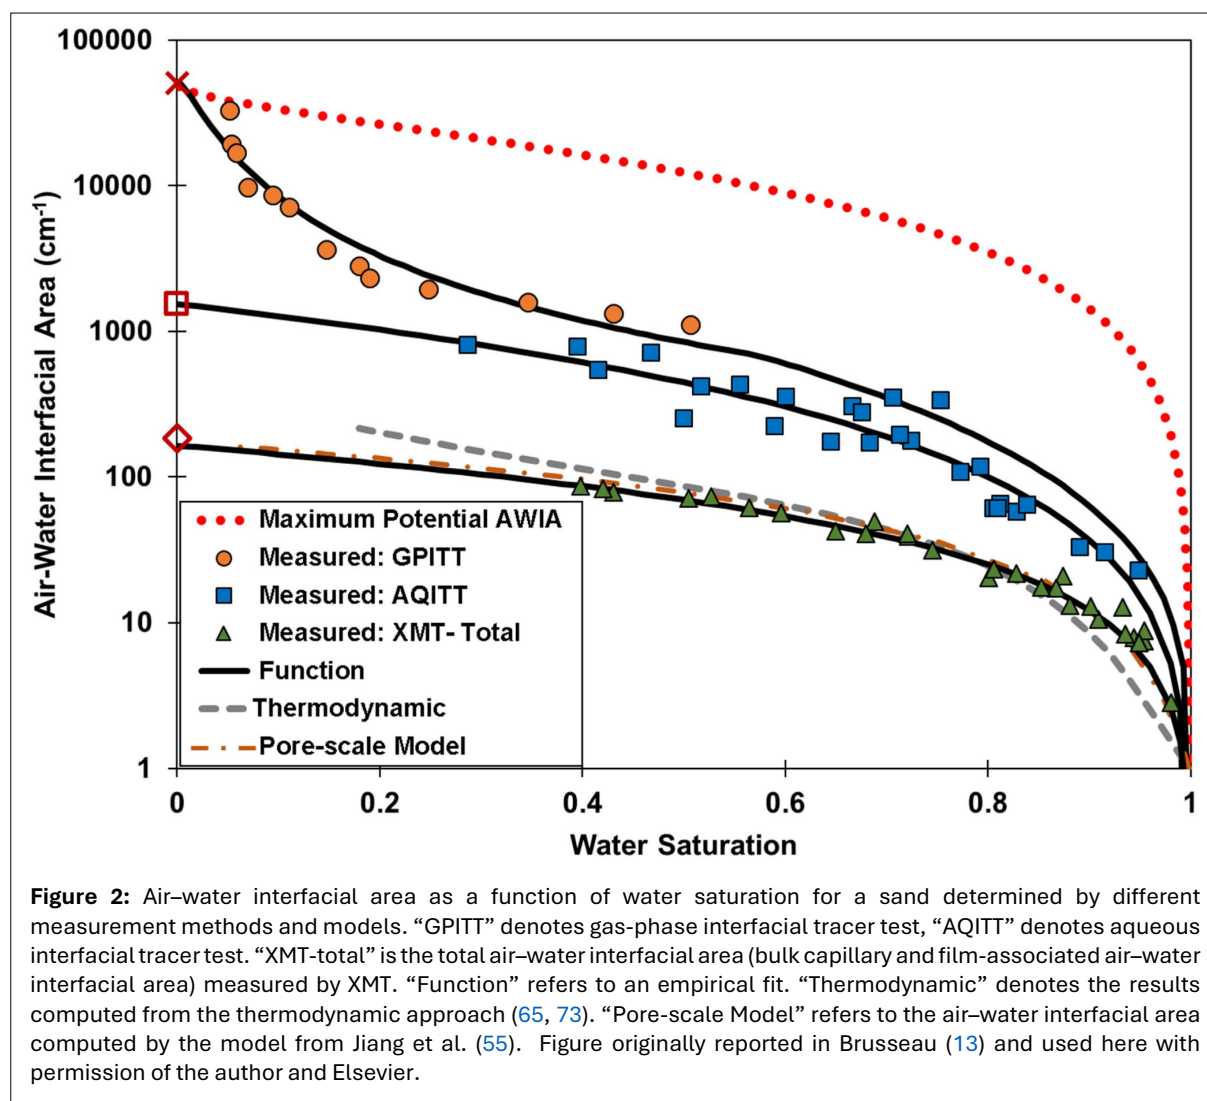 100000
10000
1000
100
10
1
Air-Water Interfacial Area (cm-1)
Maximum Potential AWIA
Measured: GPITT
Measured: AQITT
Measured: XMT- Total
Function
Thermodynamic
Pore-scale Model
0 0.2 0.4 0.6 0.8 1
Water Saturation
Figure 2: Air–water interfacial area as a function of water saturation for a sand determined by different
measurement methods and models. “GPITT” denotes gas-phase interfacial tracer test, “AQITT” denotes aqueous
interfacial tracer test. “XMT-total” is the total air–water interfacial area (bulk capillary and film-associated air–water
interfacial area) measured by XMT. “Function” refers to an empirical fit. “Thermodynamic” denotes the results
computed from the thermodynamic approach (65, 73). “Pore-scale Model” refers to the air–water interfacial area
computed by the model from Jiang et al. (55). Figure originally reported in Brusseau (13) and used here with
permission of the author and Elsevier.